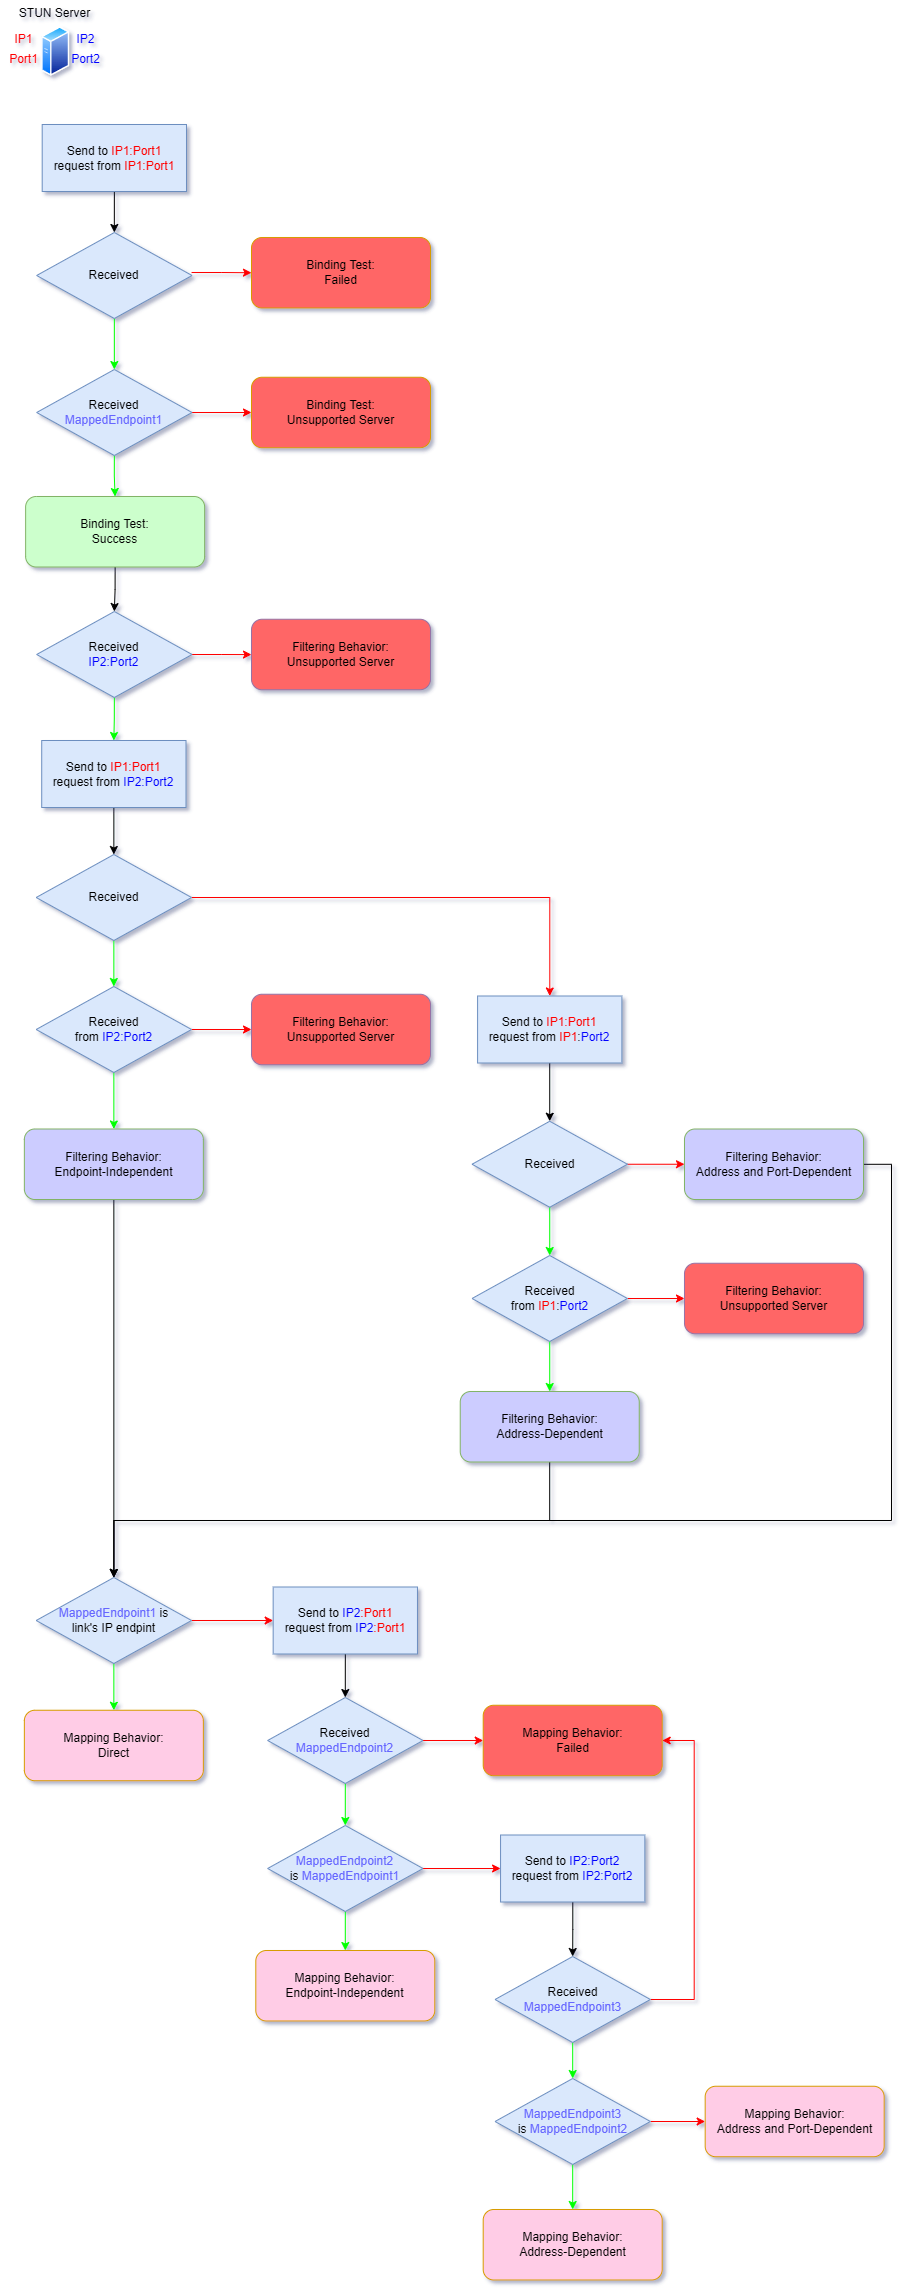 STUN Server
IP1
IP2
Port1
Port2
Send to IP1:Port1
request from IP1:Port1
Received
Binding Test:
Failed
Received
MappedEndpoint1
Binding Test:
Unsupported Server
Binding Test:
Success
Received
IP2:Port2
Filtering Behavior:
Unsupported Server
Send to IP1:Port1
request from IP2:Port2
Received
Received
from IP2:Port2
Filtering Behavior:
Unsupported Server
Send to IP1:Port1
request from IP1:Port2
Filtering Behavior:
Endpoint-Independent
Received
Filtering Behavior:
Address and Port-Dependent
Received
from IP1:Port2
Filtering Behavior:
Unsupported Server
Filtering Behavior:
Address-Dependent
MappedEndpoint1 is
link's IP endpint
Send to IP2:Port1
request from IP2:Port1
Mapping Behavior:
Direct
Received
MappedEndpoint2
Mapping Behavior:
Failed
MappedEndpoint2
is MappedEndpoint1
Send to IP2:Port2
request from IP2:Port2
Mapping Behavior:
Endpoint-Independent
Received
MappedEndpoint3
MappedEndpoint3
is MappedEndpoint2
Mapping Behavior:
Address and Port-Dependent
Mapping Behavior:
Address-Dependent